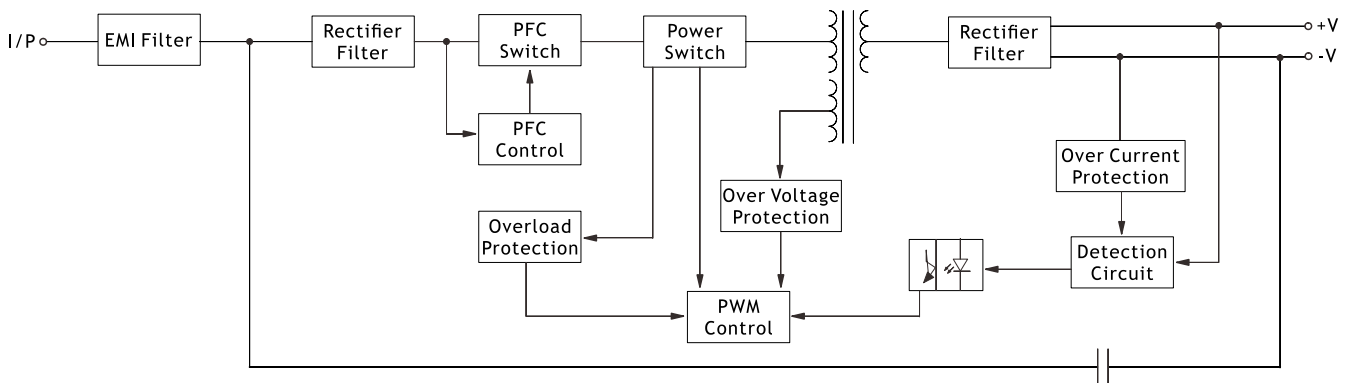 I/P
EMI Filter
Rectifier
Filter
PFC
Switch
Power
Switch
Rectifier
Filter
+V
-V
PFC
Control
Over Current
Protection
Over Voltage
Protection
Overload
Protection
Detection
Circuit
PWM
Control